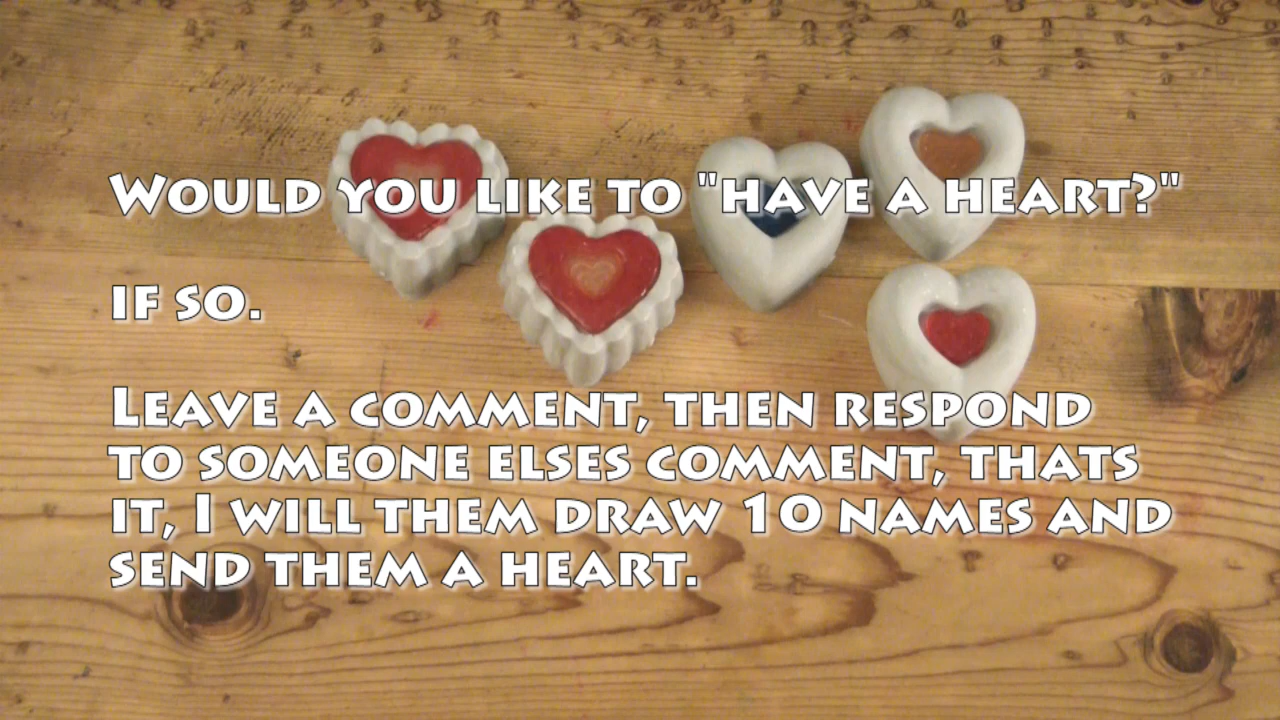 Would you like to "have a heart?"
if so.
Leave a comment, then respond
to someone elses comment, thats
it, I will them draw 10 names and
send them a heart.